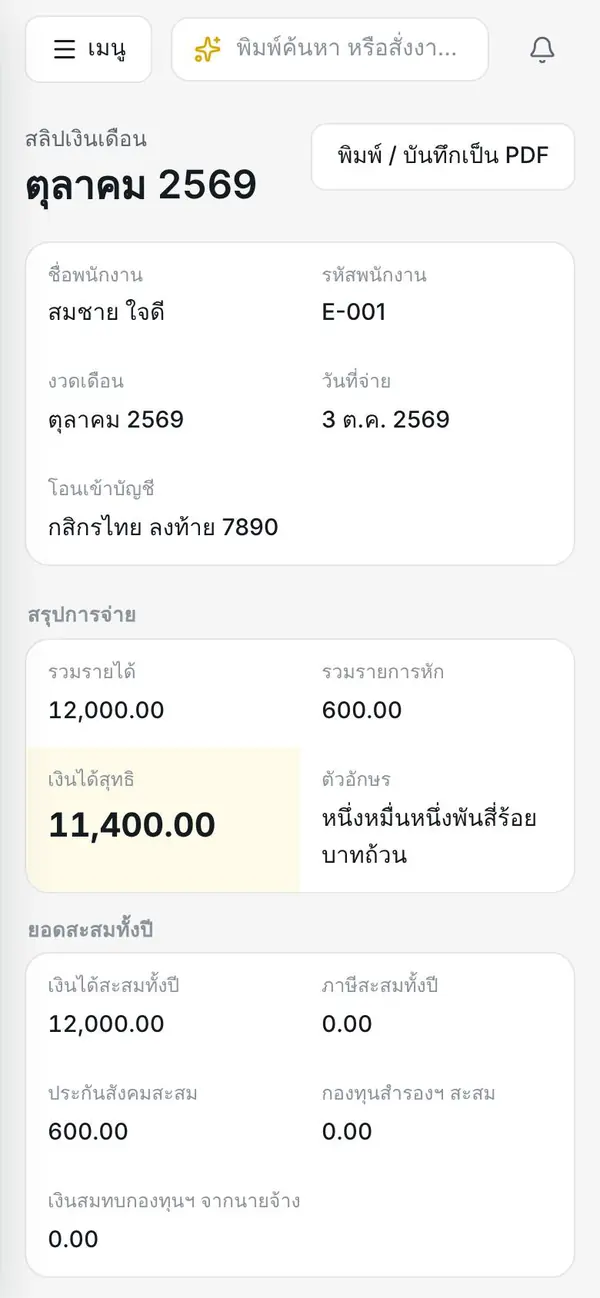 เมนู
พิมพ์ค้นหา หรือสั่งงา...
สลิปเงินเดือน
ตุลาคม 2569
พิมพ์ / บันทึกเป็น PDF
ชื่อพนักงาน
สมชาย ใจดี
รหัสพนักงาน
E-001
งวดเดือน
ตุลาคม 2569
วันที่จ่าย
3 ต.ค. 2569
โอนเข้าบัญชี
กสิกรไทย ลงท้าย 7890
สรุปการจ่าย
รวมรายได้
12,000.00
รวมรายการหัก
600.00
เงินได้สุทธิ
11,400.00
ตัวอักษร
หนึ่งหมื่นหนึ่งพันสี่ร้อย
บาทถ้วน
ยอดสะสมทั้งปี
เงินได้สะสมทั้งปี
12,000.00
ภาษีสะสมทั้งปี
0.00
ประกันสังคมสะสม
600.00
กองทุนสำรองฯ สะสม
0.00
เงินสมทบกองทุนฯ จากนายจ้าง
0.00